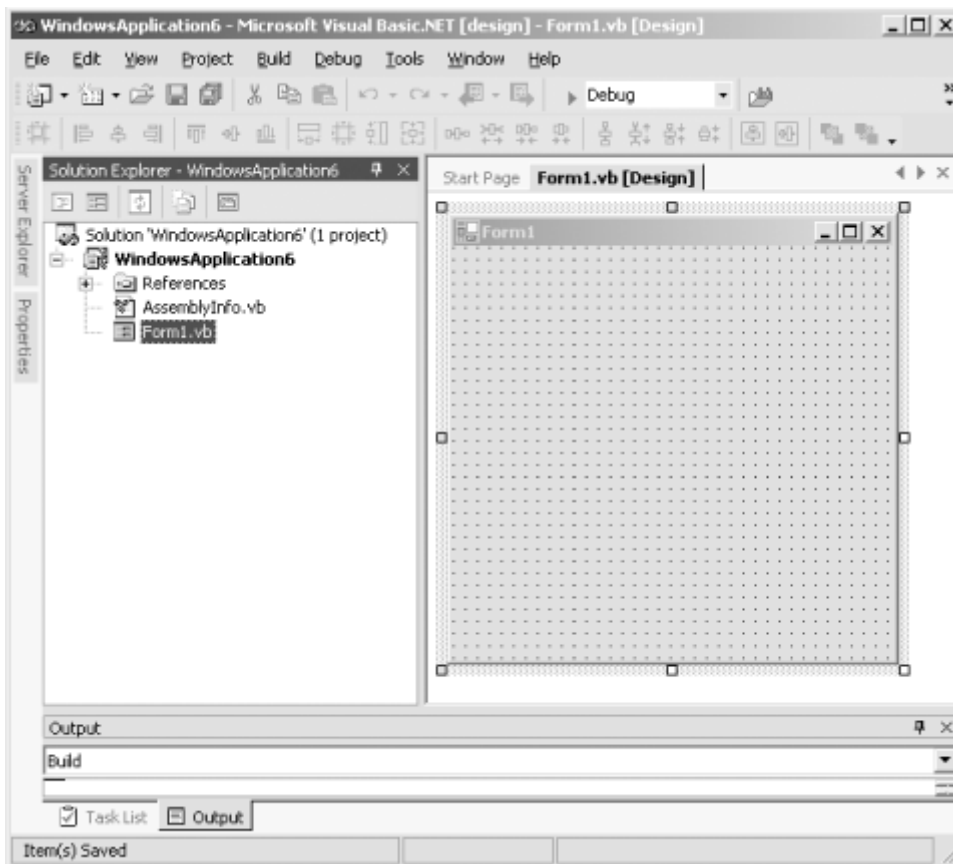 WindowsApplication6 - Microsoft Visual Basic.NET [design] - Form1.vb [Design]
File Edit View Project Build Debug Tools Window Help
Debug
Server Explorer
Properties
Solution Explorer - WindowsApplication6
Solution 'WindowsApplication6' (1 project)
WindowsApplication6
References
AssemblyInfo.vb
Form1.vb
Start Page Form1.vb [Design]
Form1
Output
Build
Task List Output
Item(s) Saved